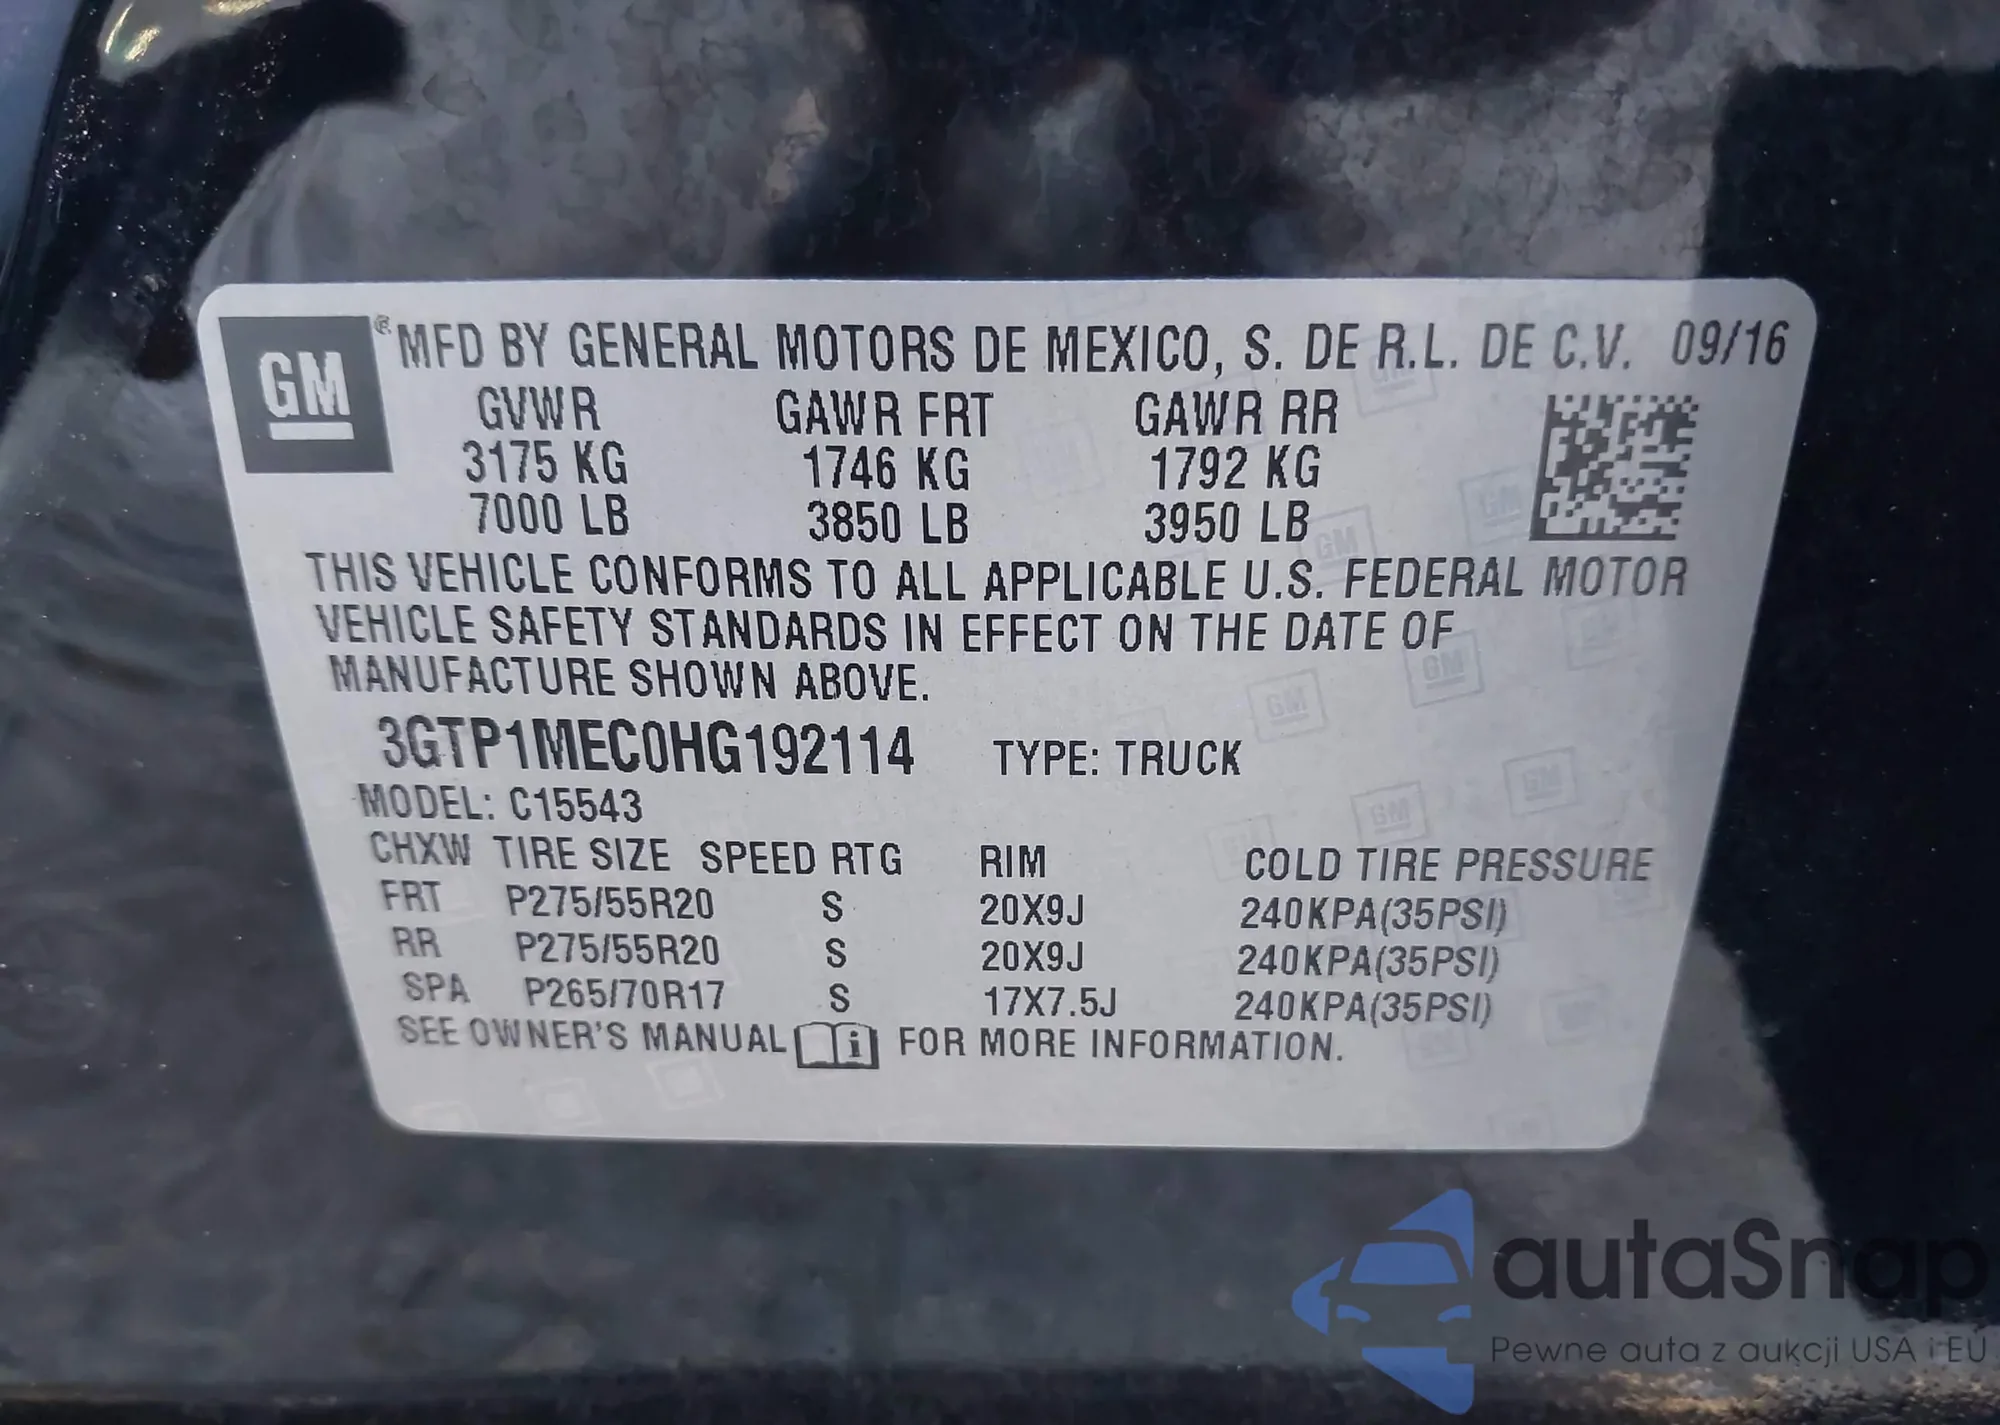 GM ® MFD BY GENERAL MOTORS DE MEXICO, S. DE R.L. DE C.V. 09/16
GVWR GAWR FRT GAWR RR
3175 KG 1746 KG 1792 KG
7000 LB 3850 LB 3950 LB
THIS VEHICLE CONFORMS TO ALL APPLICABLE U.S. FEDERAL MOTOR
VEHICLE SAFETY STANDARDS IN EFFECT ON THE DATE OF
MANUFACTURE SHOWN ABOVE.
3GTP1MEC0HG192114 TYPE: TRUCK
MODEL: C15543
CHXW TIRE SIZE SPEED RTG RIM COLD TIRE PRESSURE
FRT P275/55R20 S 20X9J 240KPA(35PSI)
RR P275/55R20 S 20X9J 240KPA(35PSI)
SPA P265/70R17 S 17X7.5J 240KPA(35PSI)
SEE OWNER'S MANUAL i FOR MORE INFORMATION.
autaSnap
Pewne auta z aukcji USA i EU